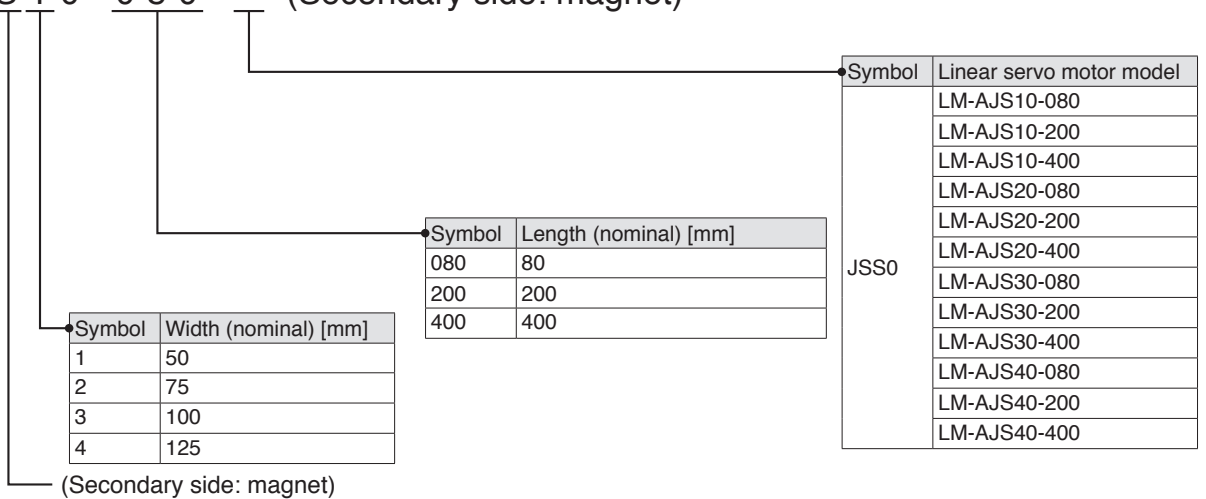 (Secondary side: magnet)
Symbol Linear servo motor model
JSS0
LM-AJS10-080
LM-AJS10-200
LM-AJS10-400
LM-AJS20-080
LM-AJS20-200
LM-AJS20-400
LM-AJS30-080
LM-AJS30-200
LM-AJS30-400
LM-AJS40-080
LM-AJS40-200
LM-AJS40-400
Symbol Length (nominal) [mm]
080 80
200 200
400 400
Symbol Width (nominal) [mm]
1 50
2 75
3 100
4 125
(Secondary side: magnet)